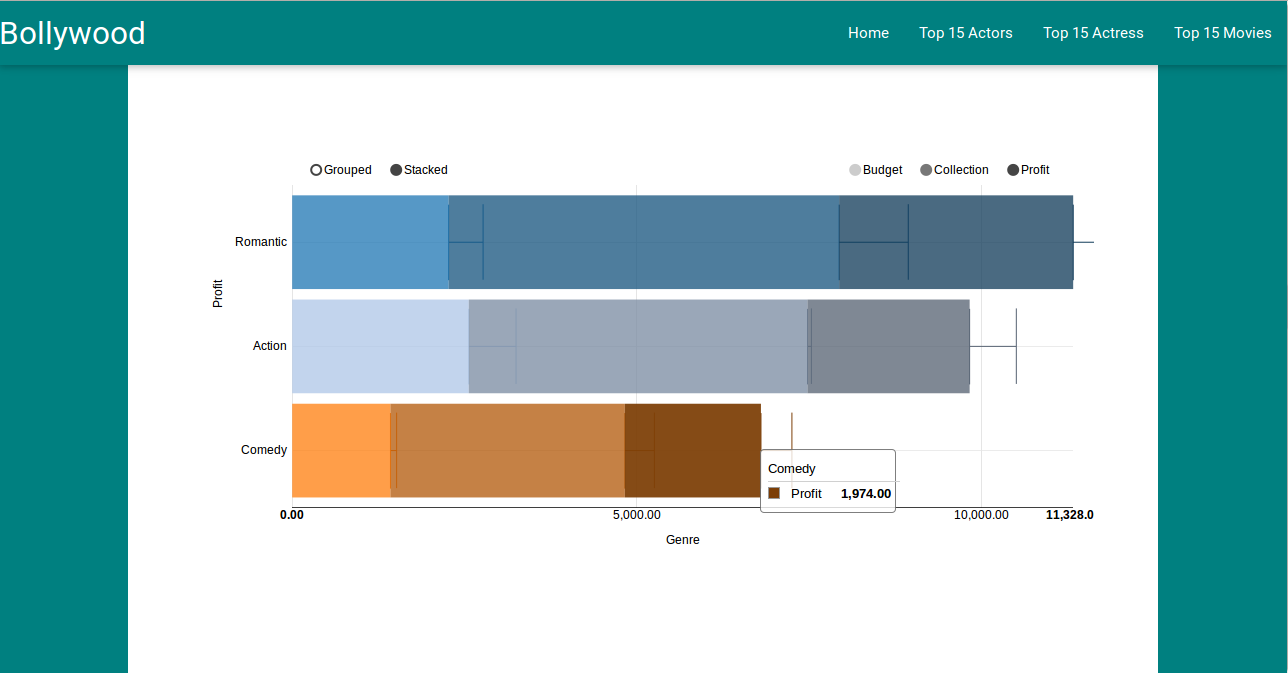 Bollywood
Home Top 15 Actors Top 15 Actress Top 15 Movies
Grouped Stacked Budget Collection Profit
Romantic
Profit
Action
Comedy
Comedy
Profit 1,974.00
0.00 5,000.00 10,000.00 11,328.0
Genre